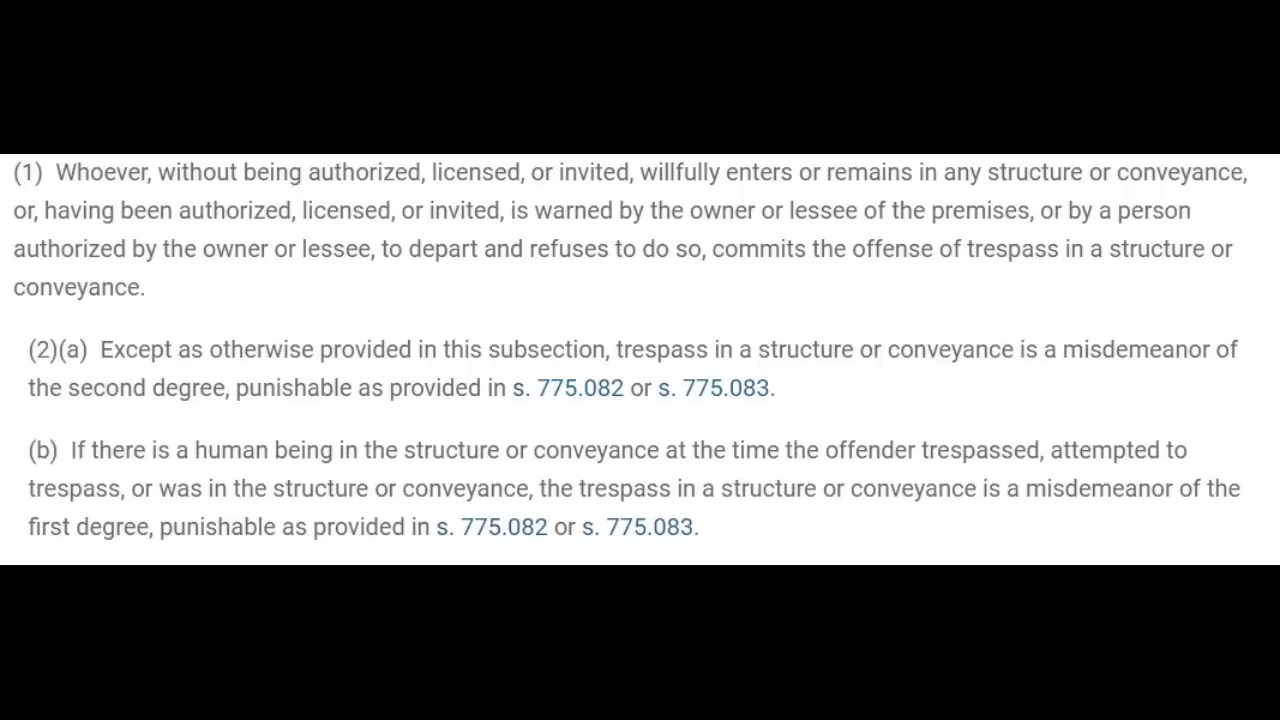 (1) Whoever, without being authorized, licensed, or invited, willfully enters or remains in any structure or conveyance,
or, having been authorized, licensed, or invited, is warned by the owner or lessee of the premises, or by a person
authorized by the owner or lessee, to depart and refuses to do so, commits the offense of trespass in a structure or
conveyance.
(2)(a) Except as otherwise provided in this subsection, trespass in a structure or conveyance is a misdemeanor of
the second degree, punishable as provided in s. 775.082 or s. 775.083.
(b) If there is a human being in the structure or conveyance at the time the offender trespassed, attempted to
trespass, or was in the structure or conveyance, the trespass in a structure or conveyance is a misdemeanor of the
first degree, punishable as provided in s. 775.082 or s. 775.083.